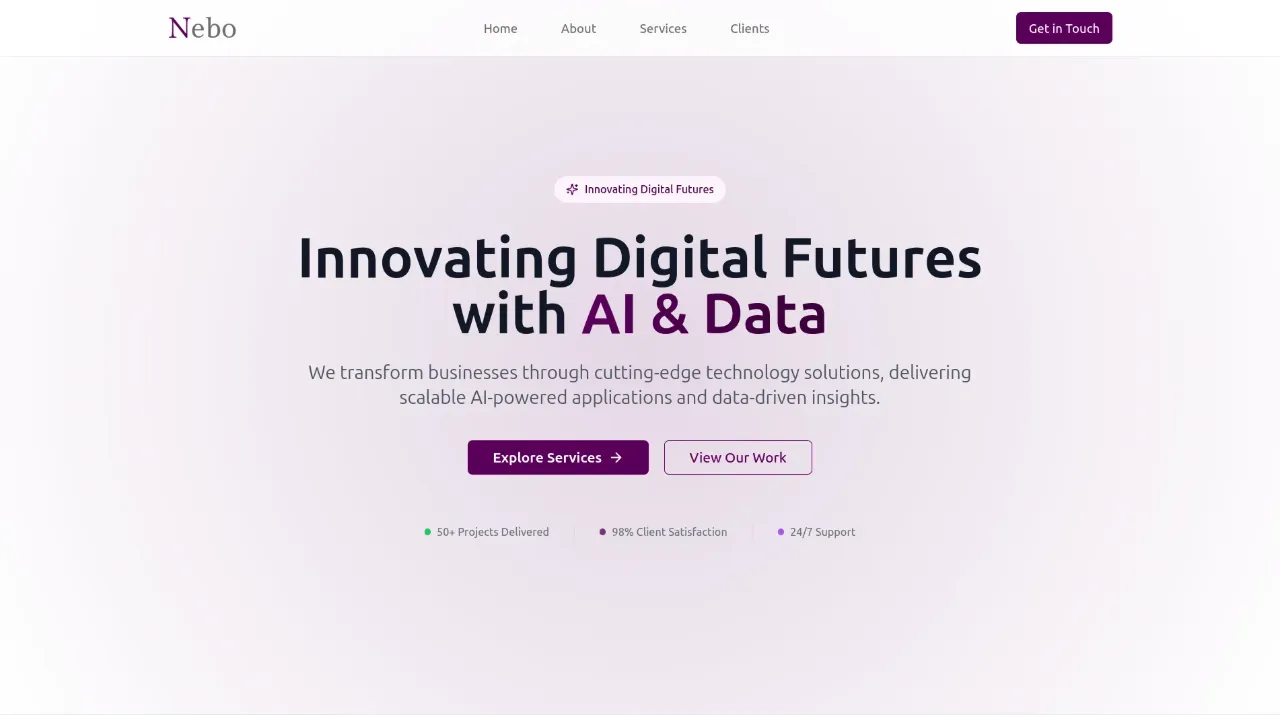 Nebo
Home
About
Services
Clients
Get in Touch
Innovating Digital Futures
Innovating Digital Futures
with AI & Data
We transform businesses through cutting-edge technology solutions, delivering
scalable AI-powered applications and data-driven insights.
Explore Services →
View Our Work
50+ Projects Delivered
98% Client Satisfaction
24/7 Support